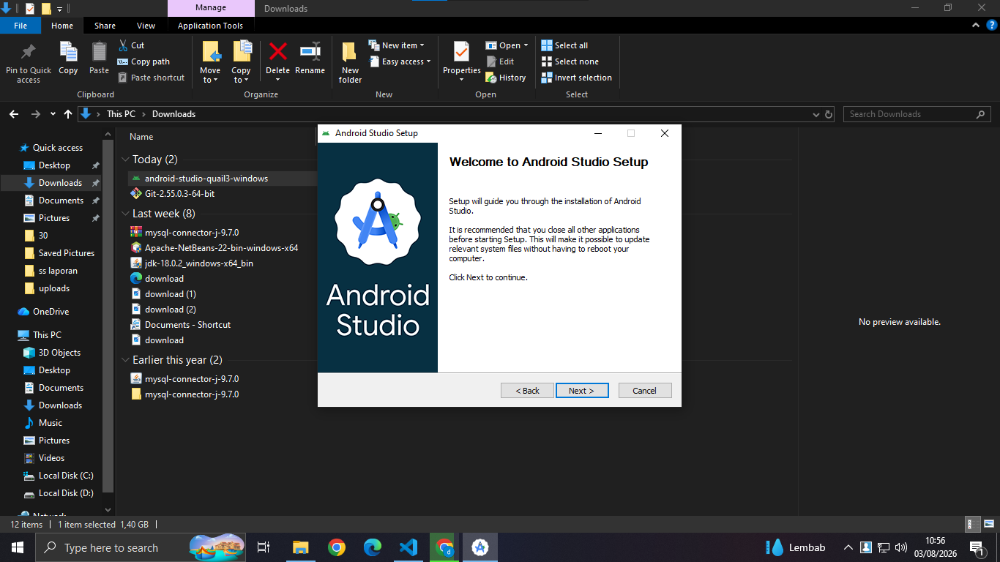 Manage
Downloads
File
Home
Share
View
Application Tools
Pin to Quick access
Copy
Paste
Cut
Copy path
Paste shortcut
Clipboard
Move to
Copy to
Delete
Rename
Organize
New folder
New item
Easy access
New
Properties
Open
Edit
History
Open
Select all
Select none
Invert selection
Select
This PC
Downloads
Search Downloads
Quick access
Desktop
Downloads
Documents
Pictures
30
Saved Pictures
ss laporan
uploads
OneDrive
This PC
3D Objects
Desktop
Documents
Downloads
Music
Pictures
Videos
Local Disk (C:)
Local Disk (D:)
Network
Name
Today (2)
android-studio-quail3-windows
Git-2.55.0.3-64-bit
Last week (8)
mysql-connector-j-9.7.0
Apache-NetBeans-22-bin-windows-x64
jdk-18.0.2_windows-x64_bin
download
download (1)
download (2)
Documents - Shortcut
download
Earlier this year (2)
mysql-connector-j-9.7.0
mysql-connector-j-9.7.0
Android Studio Setup
Android
Studio
Welcome to Android Studio Setup
Setup will guide you through the installation of Android
Studio.
It is recommended that you close all other applications
before starting Setup. This will make it possible to update
relevant system files without having to reboot your
computer.
Click Next to continue.
< Back
Next >
Cancel
No preview available.
12 items
1 item selected 1,40 GB
Type here to search
Lembab
10:56
03/08/2026
1